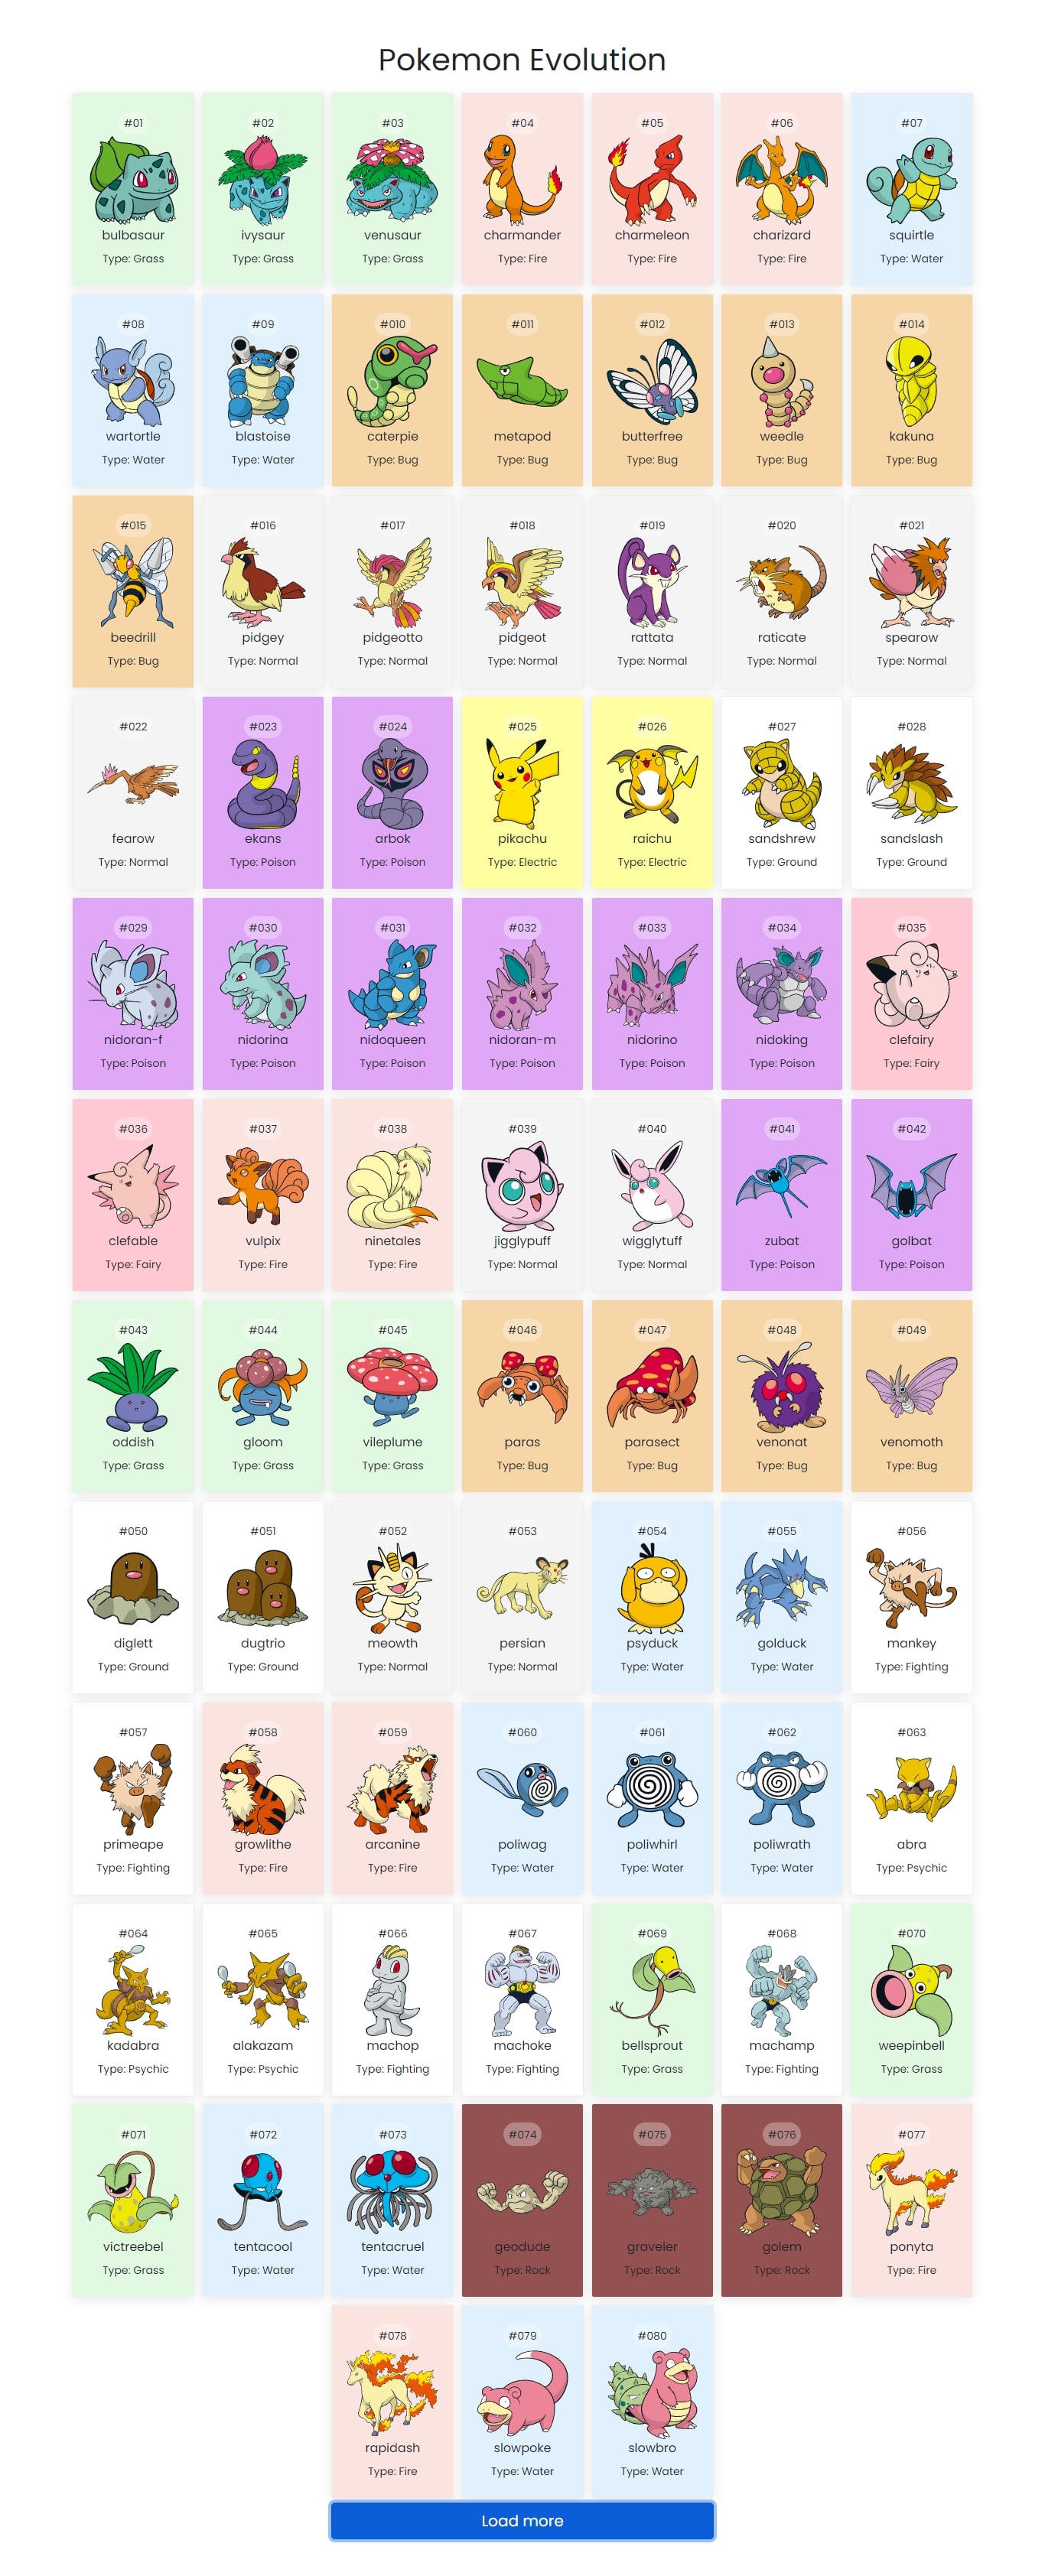 Pokemon Evolution
#01 #02 #03 #04 #05 #06 #07
bulbasaur ivysaur venusaur charmander charmeleon charizard squirtle
Type: Grass Type: Grass Type: Grass Type: Fire Type: Fire Type: Fire Type: Water
#08 #09 #010 #011 #012 #013 #014
wartortle blastoise caterpie metapod butterfree weedle kakuna
Type: Water Type: Water Type: Bug Type: Bug Type: Bug Type: Bug Type: Bug
#015 #016 #017 #018 #019 #020 #021
beedrill pidgey pidgeotto pidgeot rattata raticate spearow
Type: Bug Type: Normal Type: Normal Type: Normal Type: Normal Type: Normal Type: Normal
#022 #023 #024 #025 #026 #027 #028
fearow ekans arbok pikachu raichu sandshrew sandslash
Type: Normal Type: Poison Type: Poison Type: Electric Type: Electric Type: Ground Type: Ground
#029 #030 #031 #032 #033 #034 #035
nidoran-f nidorina nidoqueen nidoran-m nidorino nidoking clefairy
Type: Poison Type: Poison Type: Poison Type: Poison Type: Poison Type: Poison Type: Fairy
#036 #037 #038 #039 #040 #041 #042
clefable vulpix ninetales jigglypuff wigglytuff zubat golbat
Type: Fairy Type: Fire Type: Fire Type: Normal Type: Normal Type: Poison Type: Poison
#043 #044 #045 #046 #047 #048 #049
oddish gloom vileplume paras parasect venonat venomoth
Type: Grass Type: Grass Type: Grass Type: Bug Type: Bug Type: Bug Type: Bug
#050 #051 #052 #053 #054 #055 #056
diglett dugtrio meowth persian psyduck golduck mankey
Type: Ground Type: Ground Type: Normal Type: Normal Type: Water Type: Water Type: Fighting
#057 #058 #059 #060 #061 #062 #063
primeape growlithe arcanine poliwag poliwhirl poliwrath abra
Type: Fighting Type: Fire Type: Fire Type: Water Type: Water Type: Water Type: Psychic
#064 #065 #066 #067 #069 #068 #070
kadabra alakazam machop machoke bellsprout machamp weepinbell
Type: Psychic Type: Psychic Type: Fighting Type: Fighting Type: Grass Type: Fighting Type: Grass
#071 #072 #073 #074 #075 #076 #077
victreebel tentacool tentacruel geodude graveler golem ponyta
Type: Grass Type: Water Type: Water Type: Rock Type: Rock Type: Rock Type: Fire
#078 #079 #080
rapidash slowpoke slowbro
Type: Fire Type: Water Type: Water
Load more